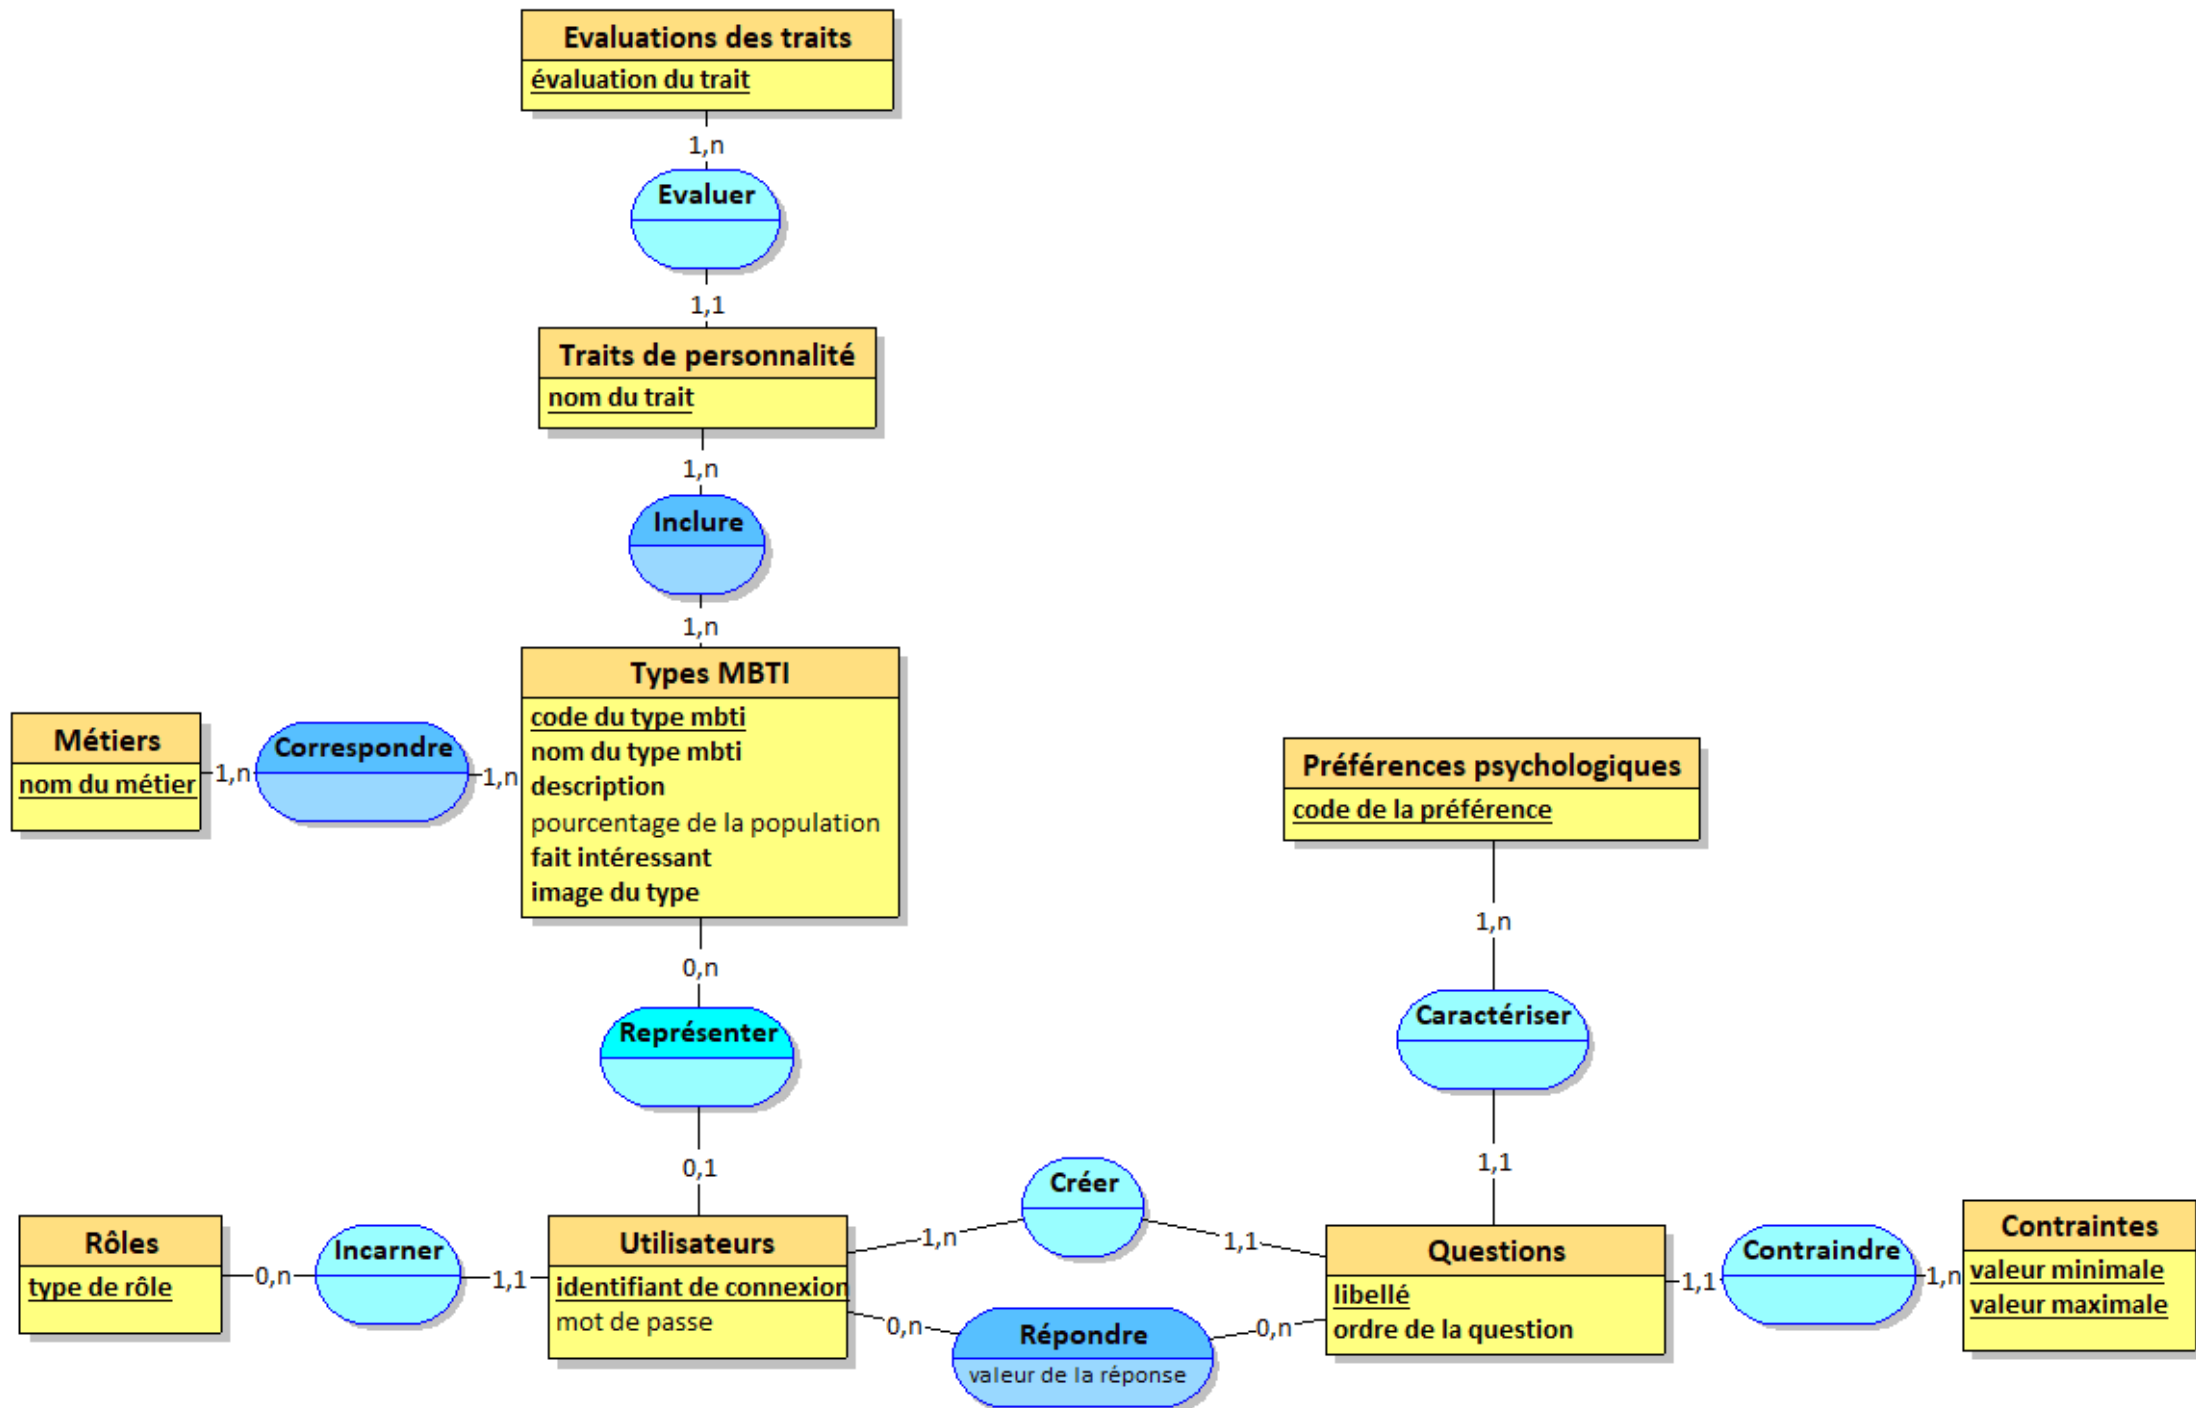 Evaluations des traits
évaluation du trait
1,n
Evaluer
1,1
Traits de personnalité
nom du trait
1,n
Inclure
1,n
Types MBTI
code du type mbti
nom du type mbti
description
pourcentage de la population
fait intéressant
image du type
Métiers
nom du métier
1,n
Correspondre
1,n
Préférences psychologiques
code de la préférence
1,n
Caractériser
1,1
0,n
Représenter
0,1
Rôles
type de rôle
0,n
Incarner
1,1
Utilisateurs
identifiant de connexion
mot de passe
1,n
Créer
1,1
0,n
Répondre
valeur de la réponse
0,n
Questions
libellé
ordre de la question
1,1
Contraindre
1,n
Contraintes
valeur minimale
valeur maximale